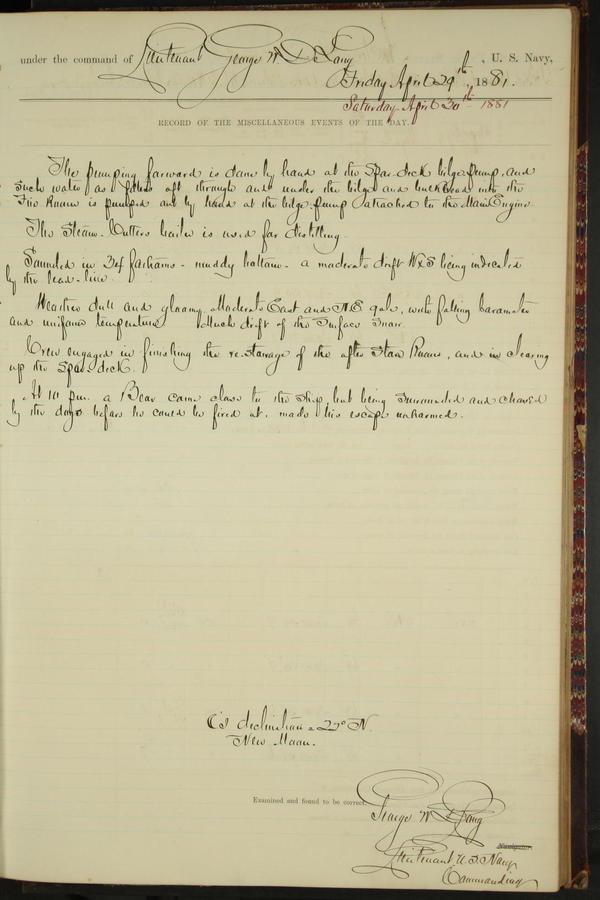 under the command of Lieutenant George W De Long, U. S. Navy,
Friday April 29th, 1881.
Saturday April 30th 1881
RECORD OF THE MISCELLANEOUS EVENTS OF THE DAY.
The pumping forward is done by hand at the Spar-deck bilge pump, and
such water as filters aft through and under the bilges and bulkhead into the
Fire Room is pumped out by hand at the bilge-pump attached to the Main Engine.
The Steam-Cutters boiler is used for distilling.
Sounded in 34 fathoms - muddy bottom - a moderate drift W&S being indicated
by the lead-line.
Weather dull and gloomy. Moderate East and N.E. gale, with falling barometer
and uniform temperature. Much drift of the surface snow.
Crew engaged in finishing the re-stowage of the after Store Rooms, and in clearing
up the Spar deck.
At 10 p.m. a Bear came close to the Ship, but being surrounded and chased
by the dogs before he could be fired at, made his escape unharmed.
☾'s declination = 22° N.
New Moon.
Examined and found to be correct.
George W De Long
Navigator.
Lieutenant, U.S. Navy
Commanding